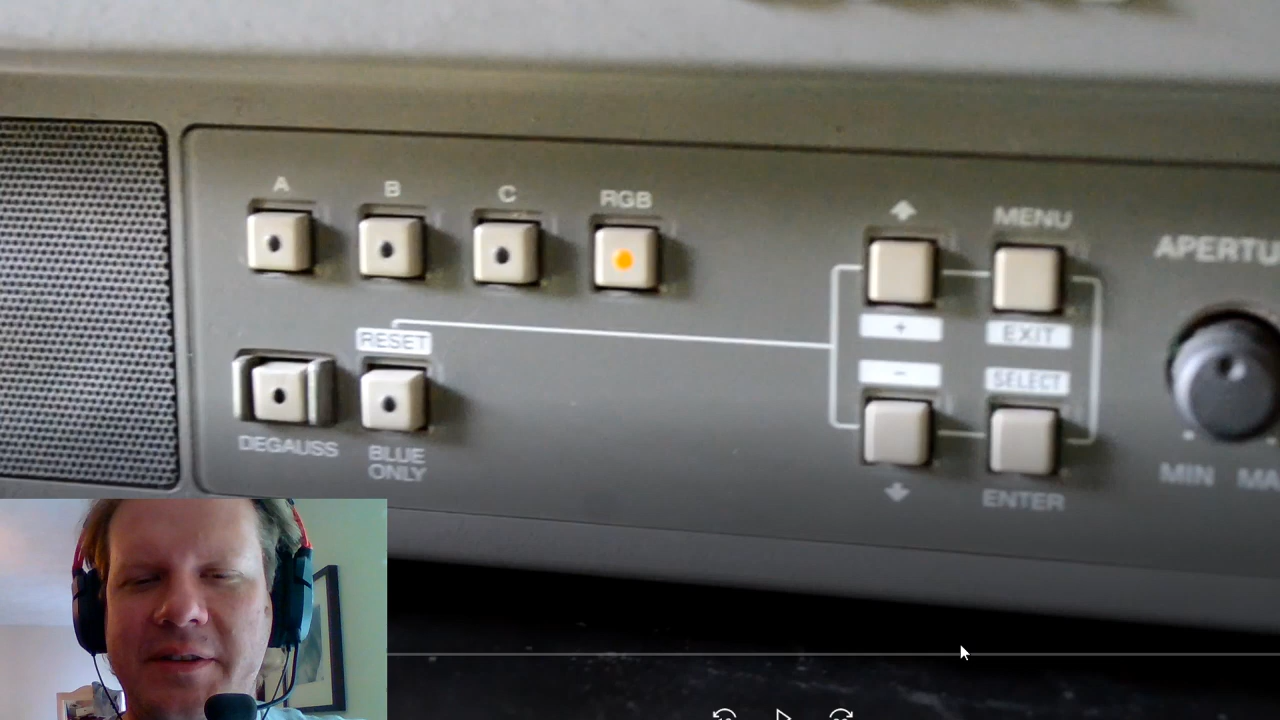 A
B
C
RGB
MENU
APERTU
+
EXIT
RESET
-
SELECT
DEGAUSS
BLUE
ONLY
ENTER
MIN
MA